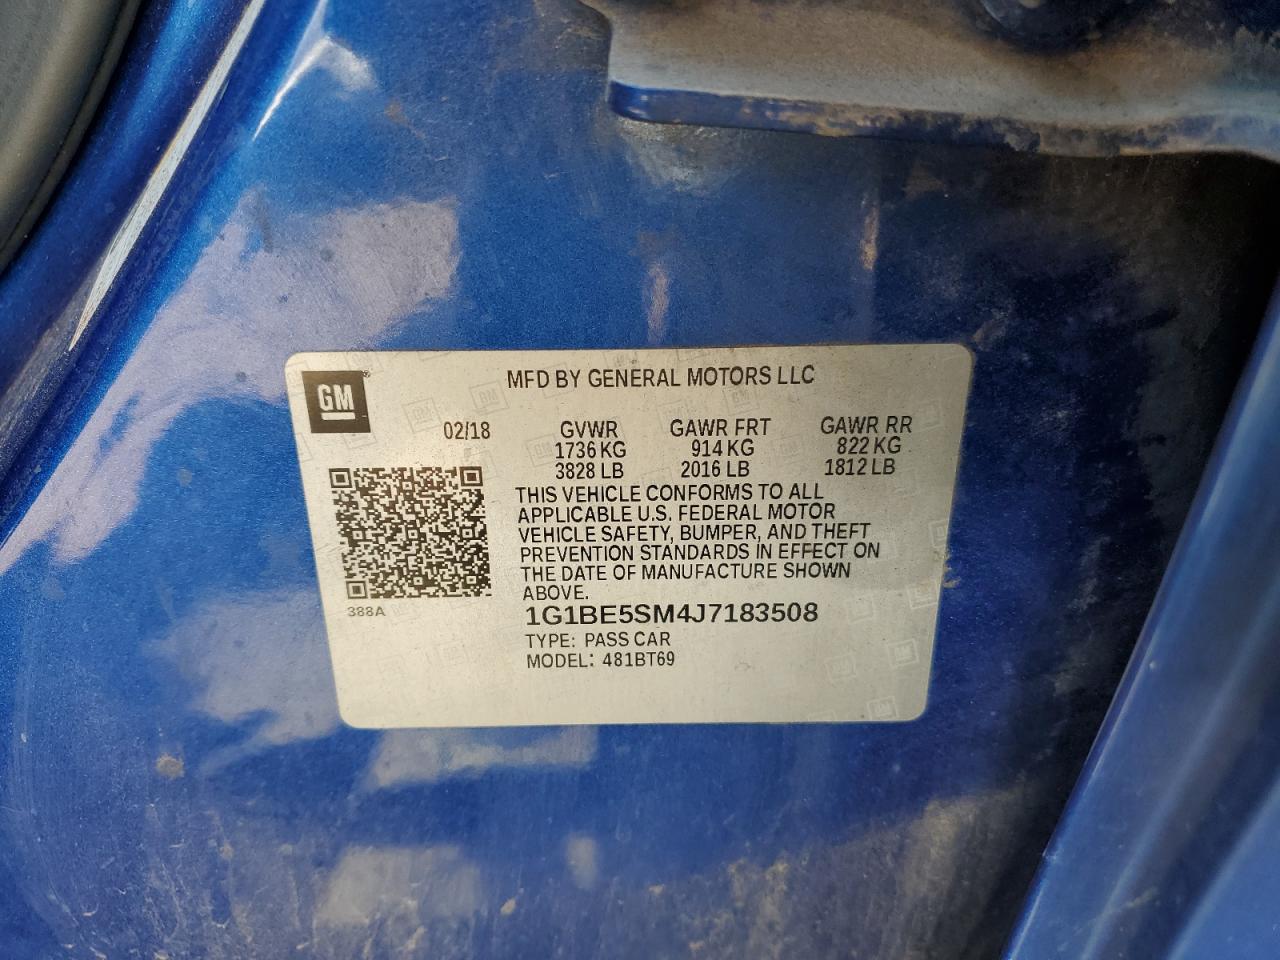 GM
MFD BY GENERAL MOTORS LLC
02/18 GVWR GAWR FRT GAWR RR
1736 KG 914 KG 822 KG
3828 LB 2016 LB 1812 LB
THIS VEHICLE CONFORMS TO ALL
APPLICABLE U.S. FEDERAL MOTOR
VEHICLE SAFETY, BUMPER, AND THEFT
PREVENTION STANDARDS IN EFFECT ON
THE DATE OF MANUFACTURE SHOWN
ABOVE.
388A
1G1BE5SM4J7183508
TYPE: PASS CAR
MODEL: 481BT69